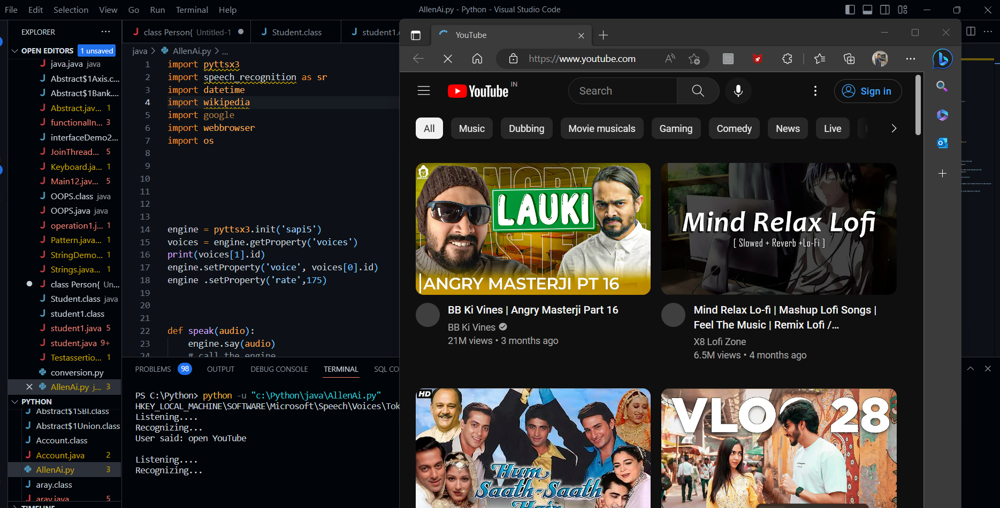 File Edit Selection View Go Run Terminal Help
AllenAi.py - Python - Visual Studio Code
EXPLORER
OPEN EDITORS 1 unsaved
java.java java
Abstract$1Axis.c...
Abstract$1Bank....
Abstract.jav... 1
functionalIn... 3
interfaceDemo2...
JoinThread... 5
Keyboard.ja... 1
Main12.jav... 5
OOPS.class java
OOPS.java java
operation1.j... 1
Pattern.java... 1
StringDemo... 1
Strings.java... 1
class Person{ Un...
Student.class java
student1.class
student1.java 5
student.java 9+
Testassertio... 1
conversion.py
AllenAi.py j... 3
PYTHON
Abstract$1SBI.class
Abstract$1Union.class
Account.class
Account.java 2
AllenAi.py 3
aray.class
aray.java 5
TIMELINE
class Person{ Untitled-1
Student.class
student1.
java > AllenAi.py > ...
1 import pyttsx3
2 import speech_recognition as sr
3 import datetime
4 import wikipedia
5 import google
6 import webbrowser
7 import os
8
9
10
11
12
13
14 engine = pyttsx3.init('sapi5')
15 voices = engine.getProperty('voices')
16 print(voices[1].id)
17 engine.setProperty('voice', voices[0].id)
18 engine .setProperty('rate',175)
19
20
21
22 def speak(audio):
23 engine.say(audio)
24 # call the engine
PROBLEMS 98 OUTPUT DEBUG CONSOLE TERMINAL SQL CO
PS C:\Python> python -u "c:\Python\java\AllenAi.py"
HKEY_LOCAL_MACHINE\SOFTWARE\Microsoft\Speech\Voices\Tok
Listening....
Recognizing...
User said: open YouTube
Listening....
Recognizing...
YouTube
https://www.youtube.com
YouTube IN
Search
Sign in
All Music Dubbing Movie musicals Gaming Comedy News Live
ANGRY
MASTER
LAUKI
ANGRY MASTERJI PT 16
BB Ki Vines | Angry Masterji Part 16
BB Ki Vines
21M views • 3 months ago
Mind Relax Lofi
[ Slowed + Reverb +Lo-Fi ]
Mind Relax Lo-fi | Mashup Lofi Songs |
Feel The Music | Remix Lofi /...
X8 Lofi Zone
6.5M views • 4 months ago
HD
Hum
Saath-Saath
Hain
VLOG 28